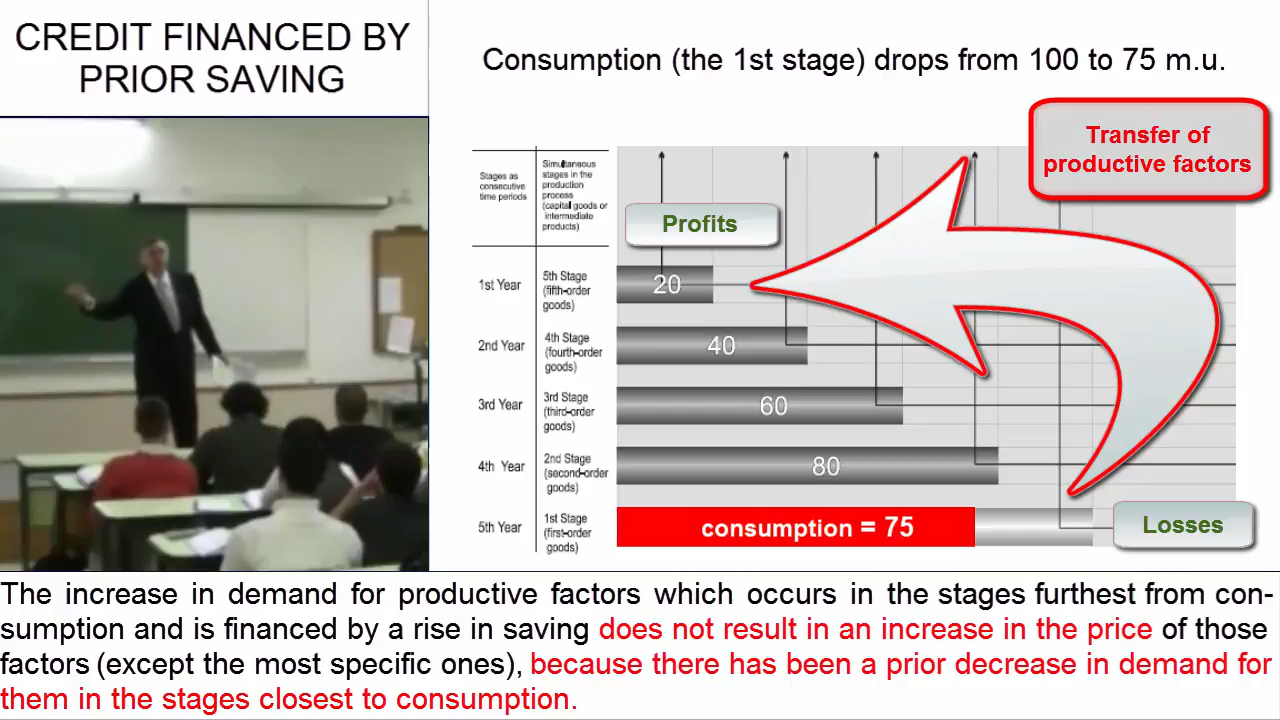 CREDIT FINANCED BY
PRIOR SAVING
Consumption (the 1st stage) drops from 100 to 75 m.u.
Transfer of
productive factors
Stages as
consecutive
time periods
Simultaneous
stages in the
production
process
(capital goods or
intermediate
products)
Profits
1st Year
5th Stage
(fifth-order
goods)
20
2nd Year
4th Stage
(fourth-order
goods)
40
3rd Year
3rd Stage
(third-order
goods)
60
4th Year
2nd Stage
(second-order
goods)
80
5th Year
1st Stage
(first-order
goods)
consumption = 75
Losses
The increase in demand for productive factors which occurs in the stages furthest from con-
sumption and is financed by a rise in saving does not result in an increase in the price of those
factors (except the most specific ones), because there has been a prior decrease in demand for
them in the stages closest to consumption.